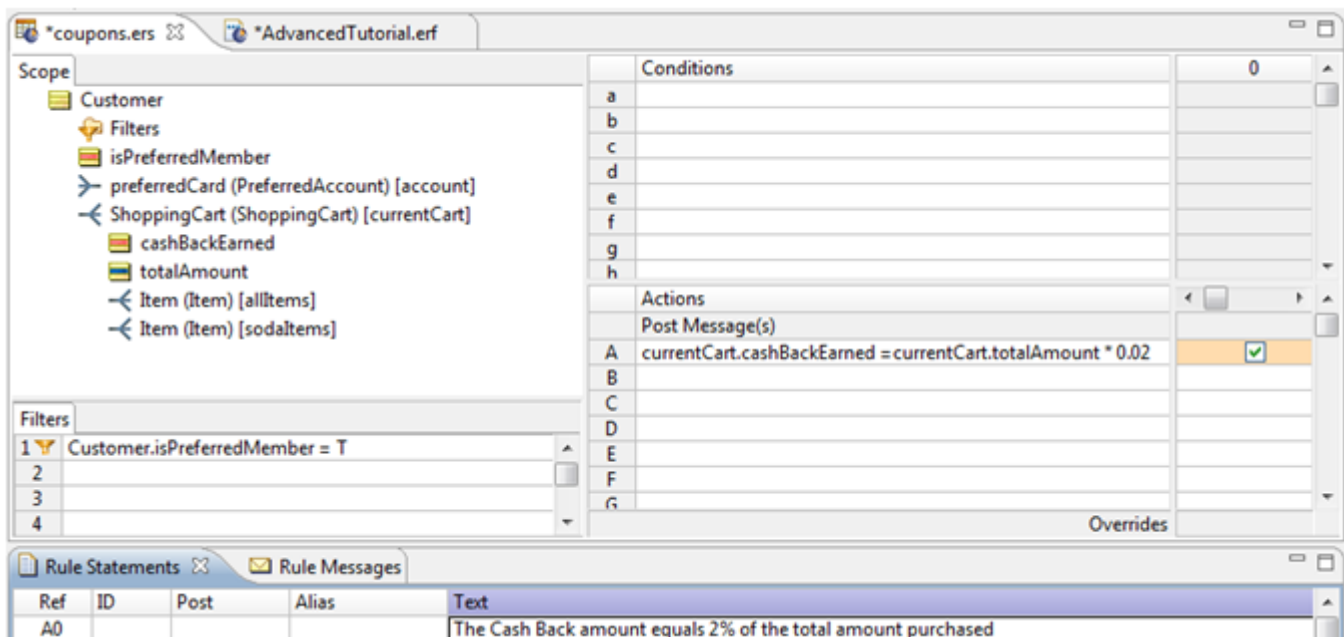 *coupons.ers
*AdvancedTutorial.erf
Scope
Customer
Filters
isPreferredMember
preferredCard (PreferredAccount) [account]
ShoppingCart (ShoppingCart) [currentCart]
cashBackEarned
totalAmount
Item (Item) [allItems]
Item (Item) [sodaItems]
Filters
1 Customer.isPreferredMember = T
2
3
4
Conditions 0
a
b
c
d
e
f
g
h
Actions
Post Message(s)
A currentCart.cashBackEarned =currentCart.totalAmount * 0.02
B
C
D
E
F
G
Overrides
Rule Statements
Rule Messages
Ref ID Post Alias Text
A0 The Cash Back amount equals 2% of the total amount purchased